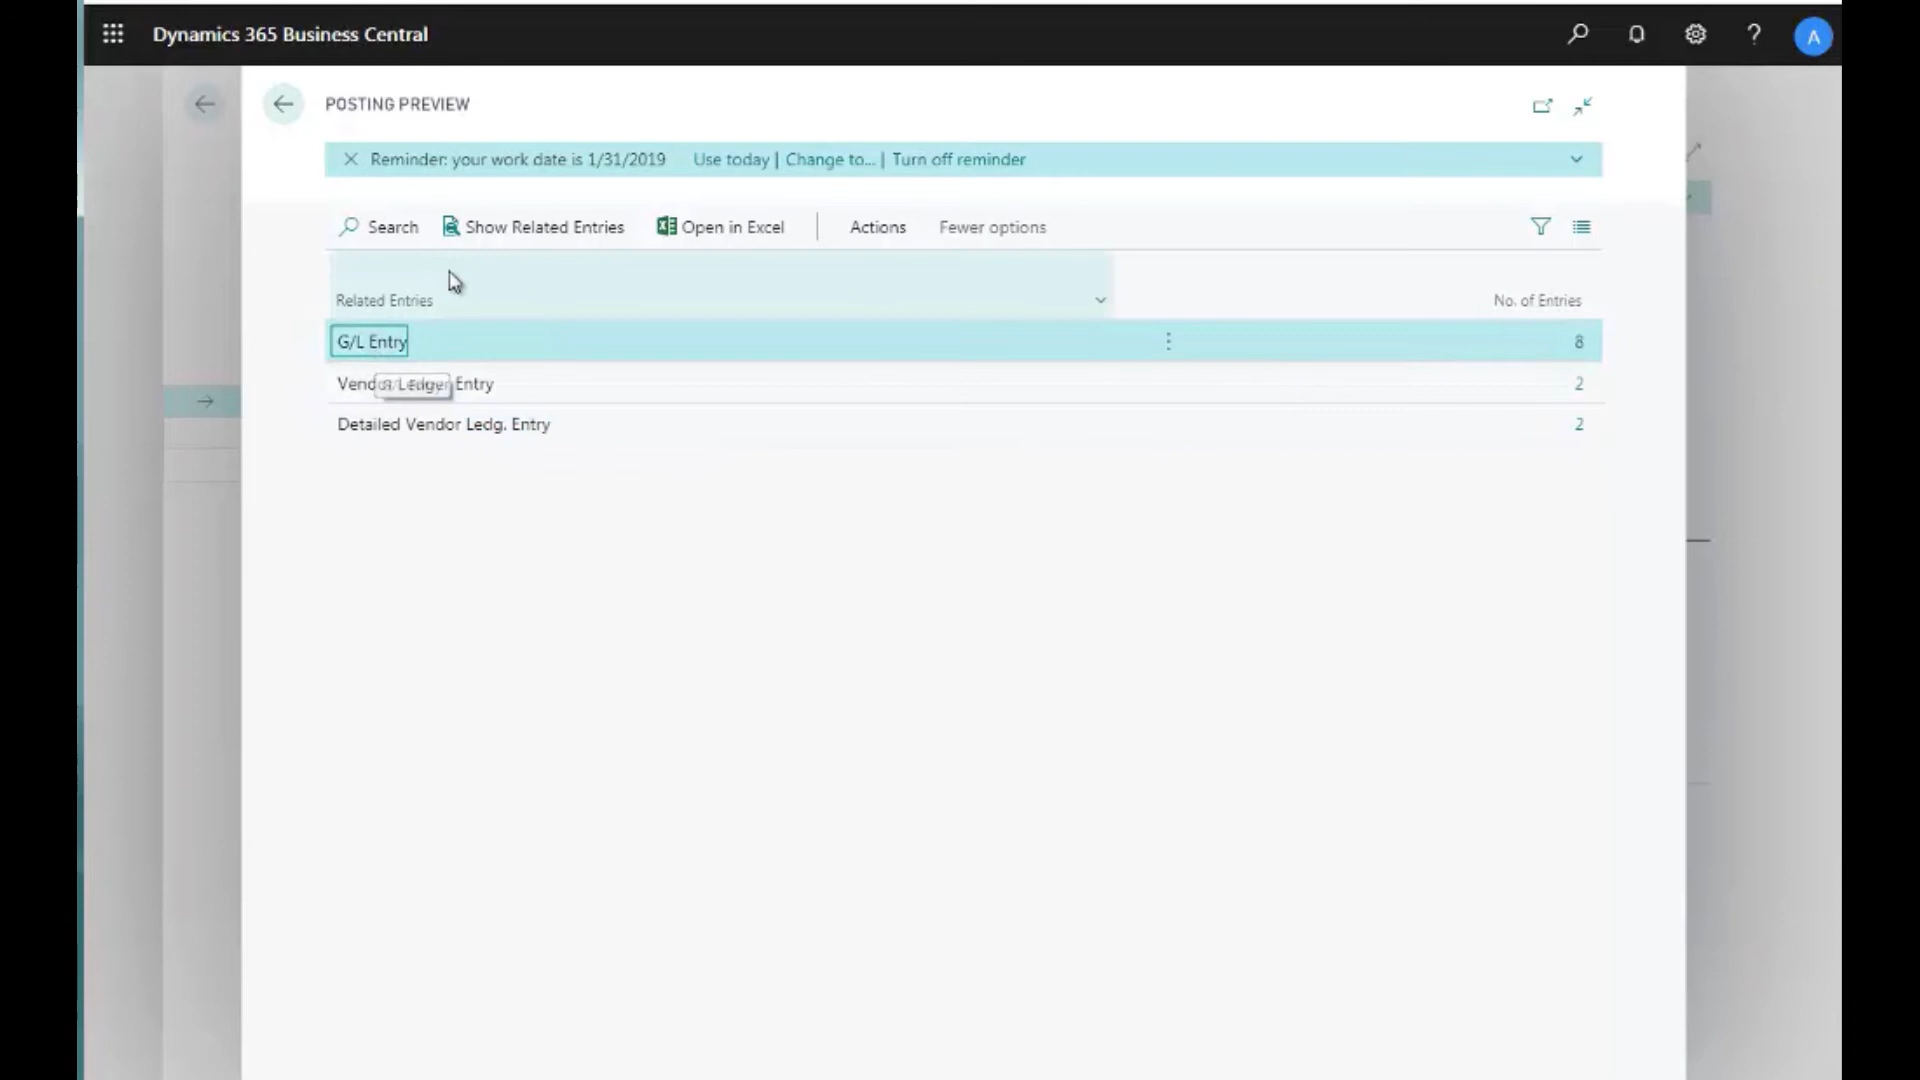 Dynamics 365 Business Central
A
POSTING PREVIEW
Reminder: your work date is 1/31/2019 Use today | Change to... | Turn off reminder
Search Show Related Entries Open in Excel Actions Fewer options
Related Entries No. of Entries
G/L Entry 8
Vendor Ledger Entry 2
Detailed Vendor Ledg. Entry 2